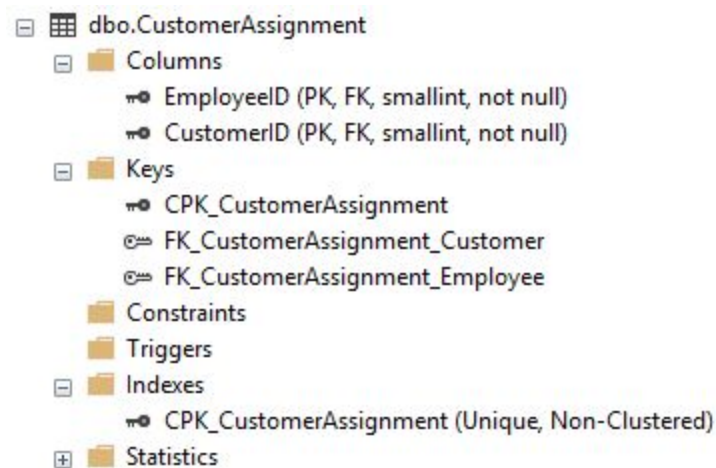 dbo.CustomerAssignment
Columns
EmployeeID (PK, FK, smallint, not null)
CustomerID (PK, FK, smallint, not null)
Keys
CPK_CustomerAssignment
FK_CustomerAssignment_Customer
FK_CustomerAssignment_Employee
Constraints
Triggers
Indexes
CPK_CustomerAssignment (Unique, Non-Clustered)
Statistics